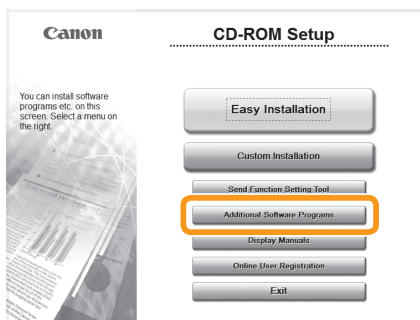 Canon
CD-ROM Setup
You can install software
programs etc. on this
screen. Select a menu on
the right.
Easy Installation
Custom Installation
Send Function Setting Tool
Additional Software Programs
Display Manuals
Online User Registration
Exit